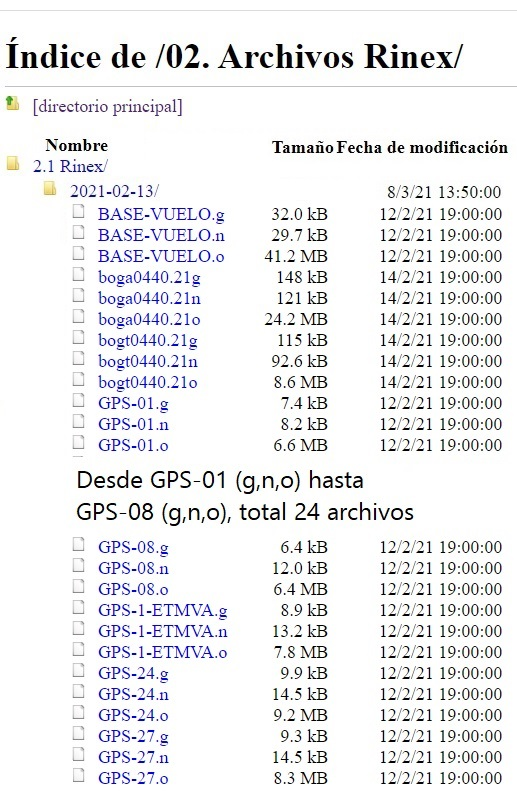 Índice de /02. Archivos Rinex/
[directorio principal]
Nombre Tamaño Fecha de modificación
2.1 Rinex/
2021-02-13/ 8/3/21 13:50:00
BASE-VUELO.g 32.0 kB 12/2/21 19:00:00
BASE-VUELO.n 29.7 kB 12/2/21 19:00:00
BASE-VUELO.o 41.2 MB 12/2/21 19:00:00
boga0440.21g 148 kB 14/2/21 19:00:00
boga0440.21n 121 kB 14/2/21 19:00:00
boga0440.21o 24.2 MB 14/2/21 19:00:00
bogt0440.21g 115 kB 14/2/21 19:00:00
bogt0440.21n 92.6 kB 14/2/21 19:00:00
bogt0440.21o 8.6 MB 14/2/21 19:00:00
GPS-01.g 7.4 kB 12/2/21 19:00:00
GPS-01.n 8.2 kB 12/2/21 19:00:00
GPS-01.o 6.6 MB 12/2/21 19:00:00
Desde GPS-01 (g,n,o) hasta
GPS-08 (g,n,o), total 24 archivos
GPS-08.g 6.4 kB 12/2/21 19:00:00
GPS-08.n 12.0 kB 12/2/21 19:00:00
GPS-08.o 6.4 MB 12/2/21 19:00:00
GPS-1-ETMVA.g 8.9 kB 12/2/21 19:00:00
GPS-1-ETMVA.n 13.2 kB 12/2/21 19:00:00
GPS-1-ETMVA.o 7.8 MB 12/2/21 19:00:00
GPS-24.g 9.9 kB 12/2/21 19:00:00
GPS-24.n 14.5 kB 12/2/21 19:00:00
GPS-24.o 9.2 MB 12/2/21 19:00:00
GPS-27.g 9.3 kB 12/2/21 19:00:00
GPS-27.n 14.5 kB 12/2/21 19:00:00
GPS-27.o 8.3 MB 12/2/21 19:00:00